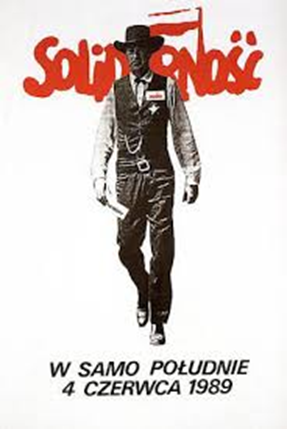 SOLIDARNOŚĆ
W SAMO POŁUDNIE
4 CZERWCA 1989